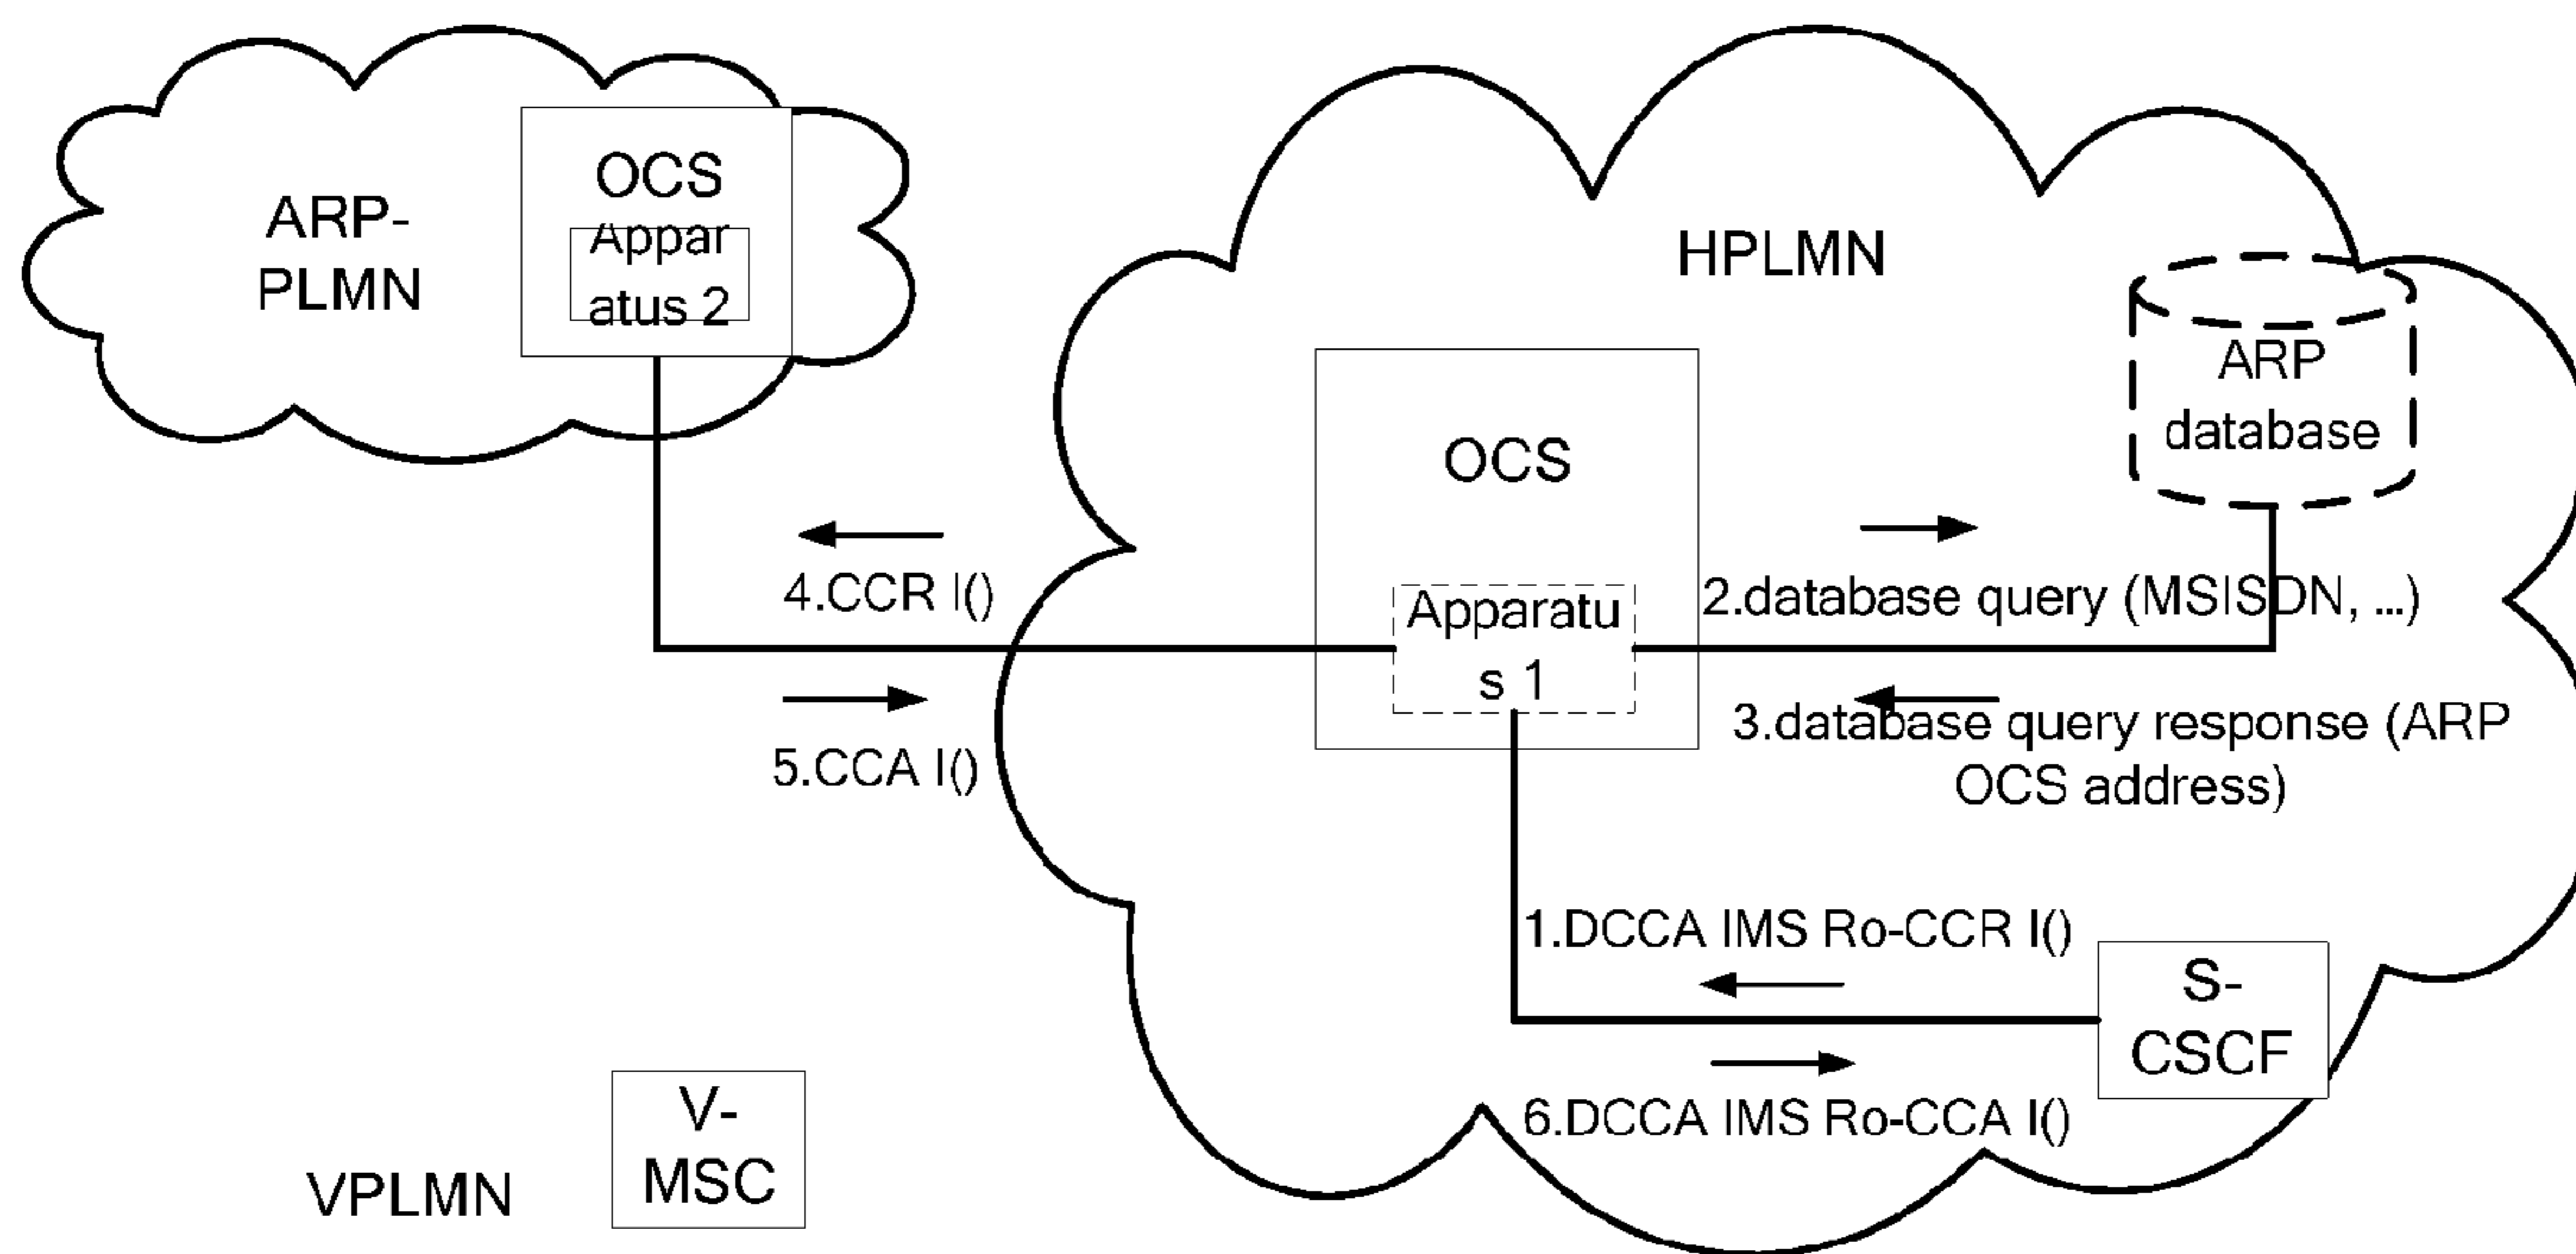 ARP-
PLMN
OCS
Appar
atus 2
HPLMN
ARP
database
OCS
Apparatu
s 1
4.CCR I()
5.CCA I()
2.database query (MSISDN, ...)
3.database query response (ARP
OCS address)
1.DCCA IMS Ro-CCR I()
6.DCCA IMS Ro-CCA I()
S-
CSCF
V-
MSC
VPLMN